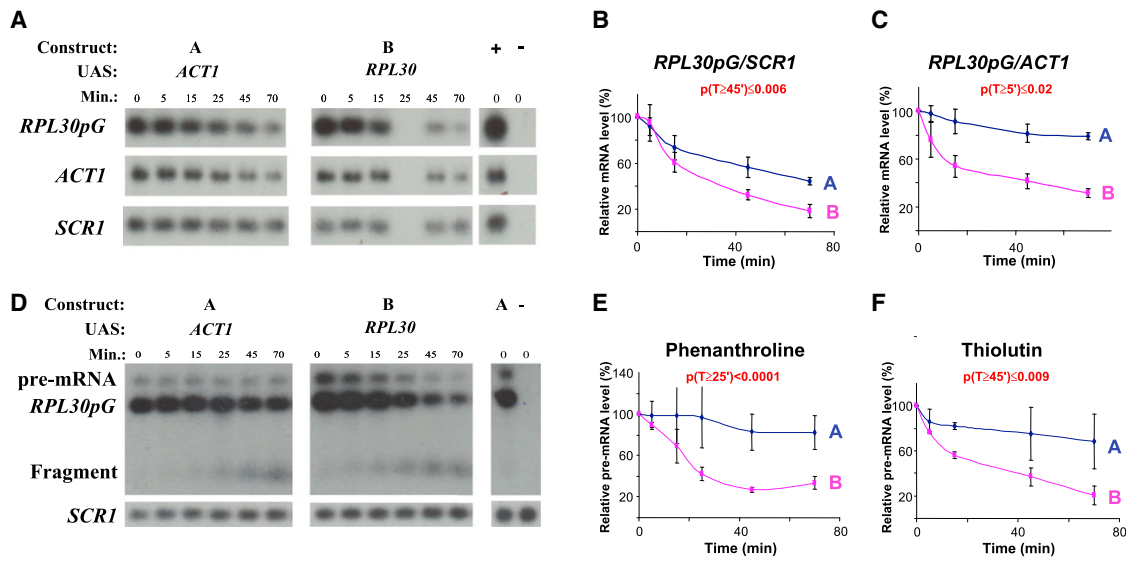 A
Construct: A B + -
UAS: ACT1 RPL30
Min.: 0 5 15 25 45 70 0 5 15 25 45 70 0 0
RPL30pG
ACT1
SCR1
B
RPL30pG/SCR1
p(T≥45')≤0.006
Relative mRNA level (%)
100
60
20
0 40 80
Time (min)
A
B
C
RPL30pG/ACT1
p(T≥5')≤0.02
Relative mRNA level (%)
100
60
20
0 40
Time (min)
A
B
D
Construct: A B A -
UAS: ACT1 RPL30
Min.: 0 5 15 25 45 70 0 5 15 25 45 70 0 0
pre-mRNA
RPL30pG
Fragment
SCR1
E
Phenanthroline
p(T≥25')<0.0001
Relative pre-mRNA level (%)
140
100
60
20
0 40 80
Time (min)
A
B
F
Thiolutin
p(T≥45')≤0.009
Relative pre-mRNA level (%)
100
60
20
0 40 80
Time (min)
A
B